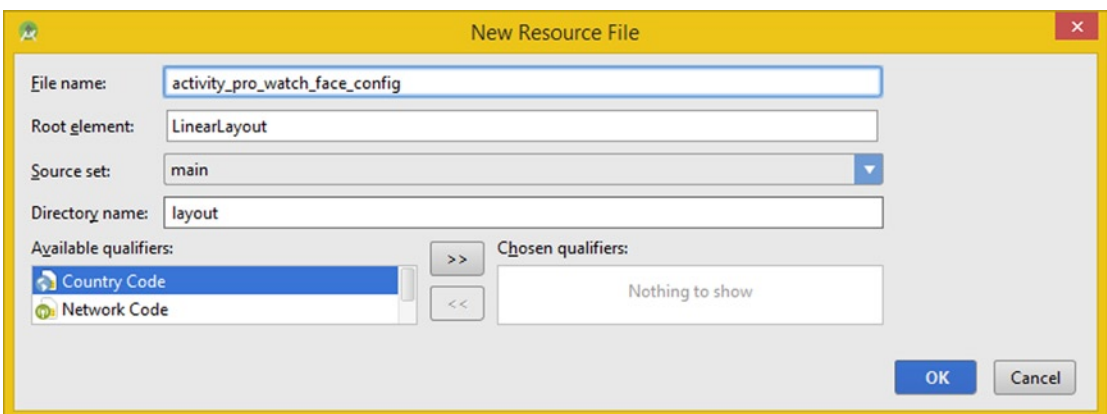 New Resource File
File name: activity_pro_watch_face_config
Root element: LinearLayout
Source set: main
Directory name: layout
Available qualifiers: >> Chosen qualifiers:
Country Code
Network Code << Nothing to show
OK Cancel